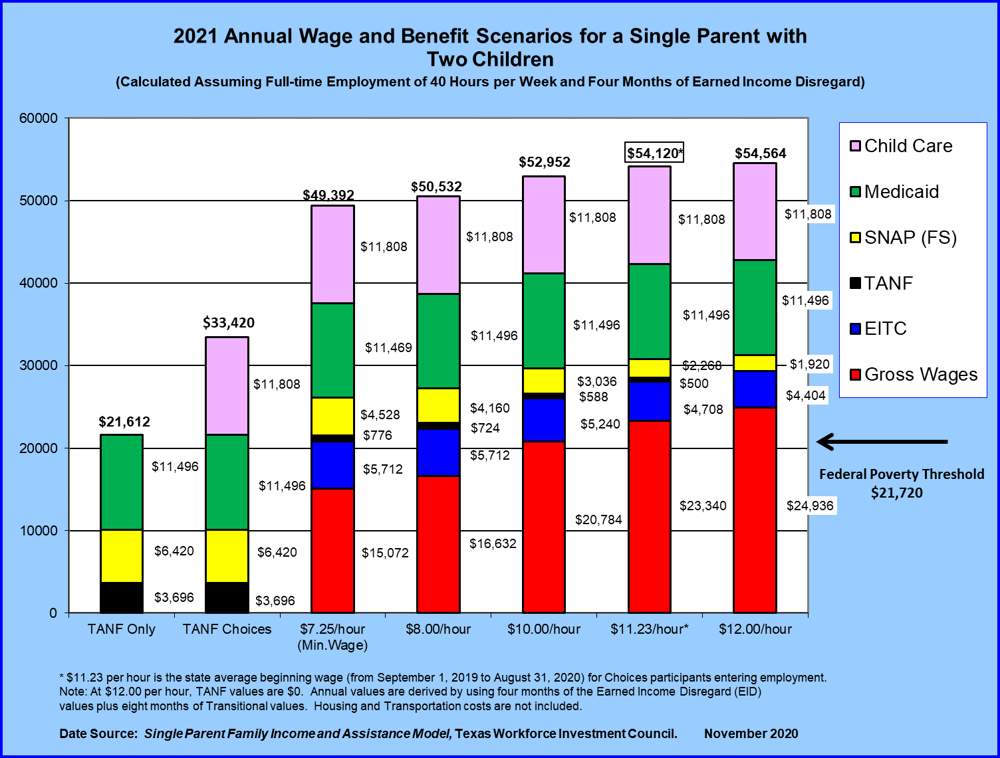 2021 Annual Wage and Benefit Scenarios for a Single Parent with
Two Children
(Calculated Assuming Full-time Employment of 40 Hours per Week and Four Months of Earned Income Disregard)
60000
50000
40000
30000
20000
10000
0
$21,612
$11,496
$6,420
$3,696
$33,420
$11,808
$11,496
$6,420
$3,696
$49,392
$11,808
$11,469
$4,528
$776
$5,712
$15,072
$50,532
$11,808
$11,496
$4,160
$724
$5,712
$16,632
$52,952
$11,808
$11,496
$3,036
$588
$5,240
$20,784
$54,120*
$11,808
$11,496
$2,268
$500
$4,708
$23,340
$54,564
$11,808
$11,496
$1,920
$4,404
$24,936
TANF Only
TANF Choices
$7.25/hour
(Min.Wage)
$8.00/hour
$10.00/hour
$11.23/hour*
$12.00/hour
Child Care
Medicaid
SNAP (FS)
TANF
EITC
Gross Wages
Federal Poverty Threshold
$21,720
* $11.23 per hour is the state average beginning wage (from September 1, 2019 to August 31, 2020) for Choices participants entering employment.
Note: At $12.00 per hour, TANF values are $0.  Annual values are derived by using four months of the Earned Income Disregard (EID)
values plus eight months of Transitional values.  Housing and Transportation costs are not included.
Date Source:  Single Parent Family Income and Assistance Model, Texas Workforce Investment Council.  November 2020